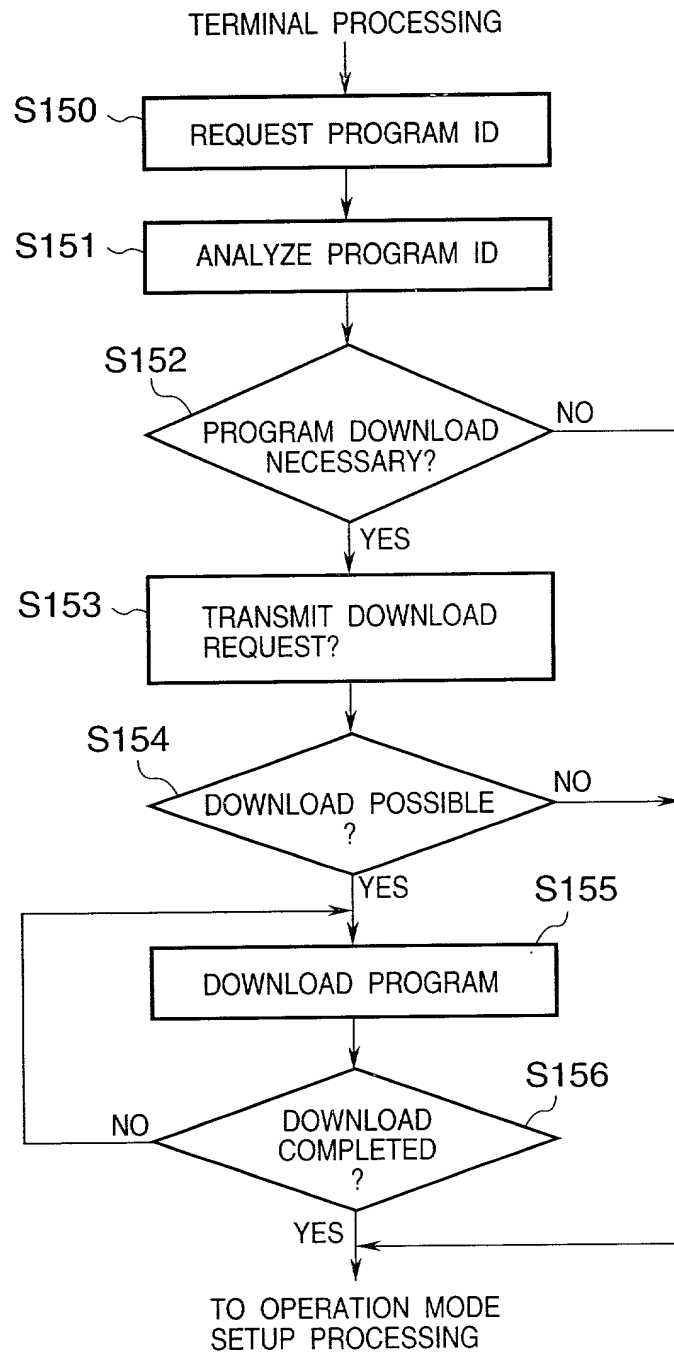 TERMINAL PROCESSING
S150
REQUEST PROGRAM ID
S151
ANALYZE PROGRAM ID
S152
PROGRAM DOWNLOAD
NECESSARY?
NO
YES
S153
TRANSMIT DOWNLOAD
REQUEST?
S154
DOWNLOAD POSSIBLE
?
NO
YES
S155
DOWNLOAD PROGRAM
S156
DOWNLOAD
COMPLETED
?
NO
YES
TO OPERATION MODE
SETUP PROCESSING